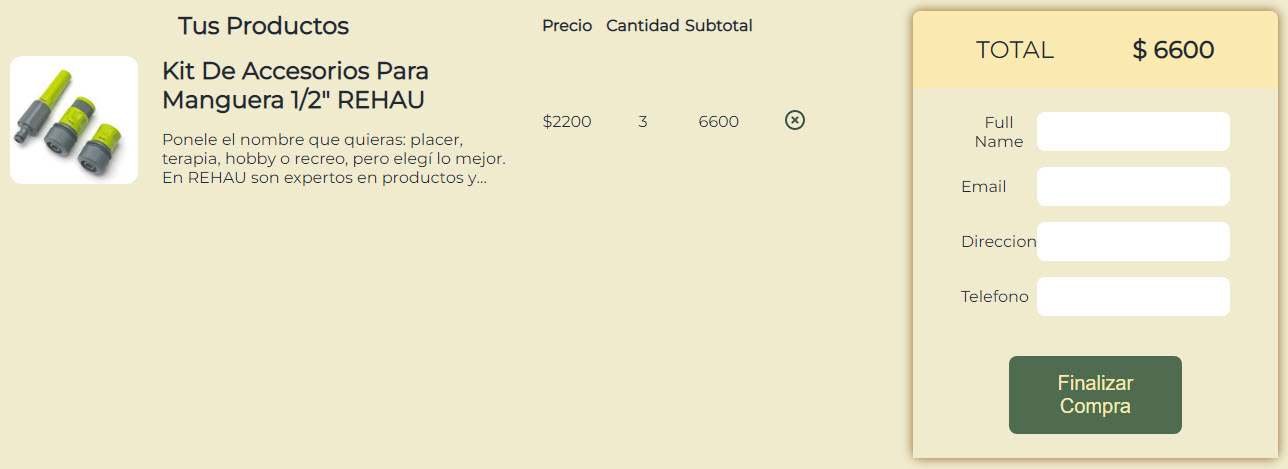 Tus Productos
Precio Cantidad Subtotal
Kit De Accesorios Para
Manguera 1/2" REHAU
Ponele el nombre que quieras: placer,
terapia, hobby o recreo, pero elegí lo mejor.
En REHAU son expertos en productos y...
$2200 3 6600
TOTAL $ 6600
Full
Name
Email
Direccion
Telefono
Finalizar
Compra